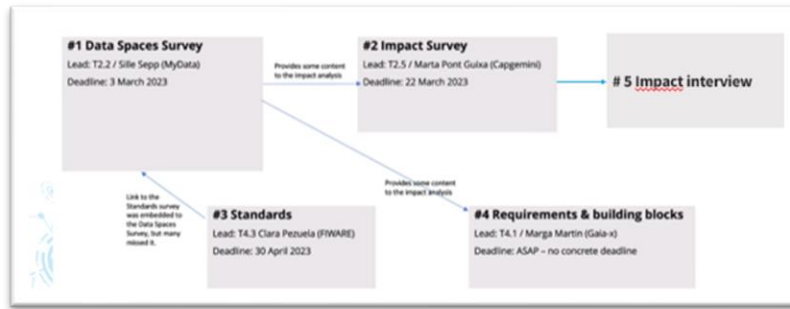 #1 Data Spaces Survey
Lead: T2.2 / Sille Sepp (MyData)
Deadline: 3 March 2023
Provides some content
to the impact analysis
#2 Impact Survey
Lead: T2.5 / Marta Pont Guixa (Capgemini)
Deadline: 22 March 2023
# 5 Impact interview
Link to the
Standards survey
was embedded to
the Data Spaces
Survey, but many
missed it.
#3 Standards
Lead: T4.3 Clara Pezuela (FIWARE)
Deadline: 30 April 2023
Provides some content
to the impact analysis
#4 Requirements & building blocks
Lead: T4.1 / Marga Martin (Gaia-x)
Deadline: ASAP – no concrete deadline